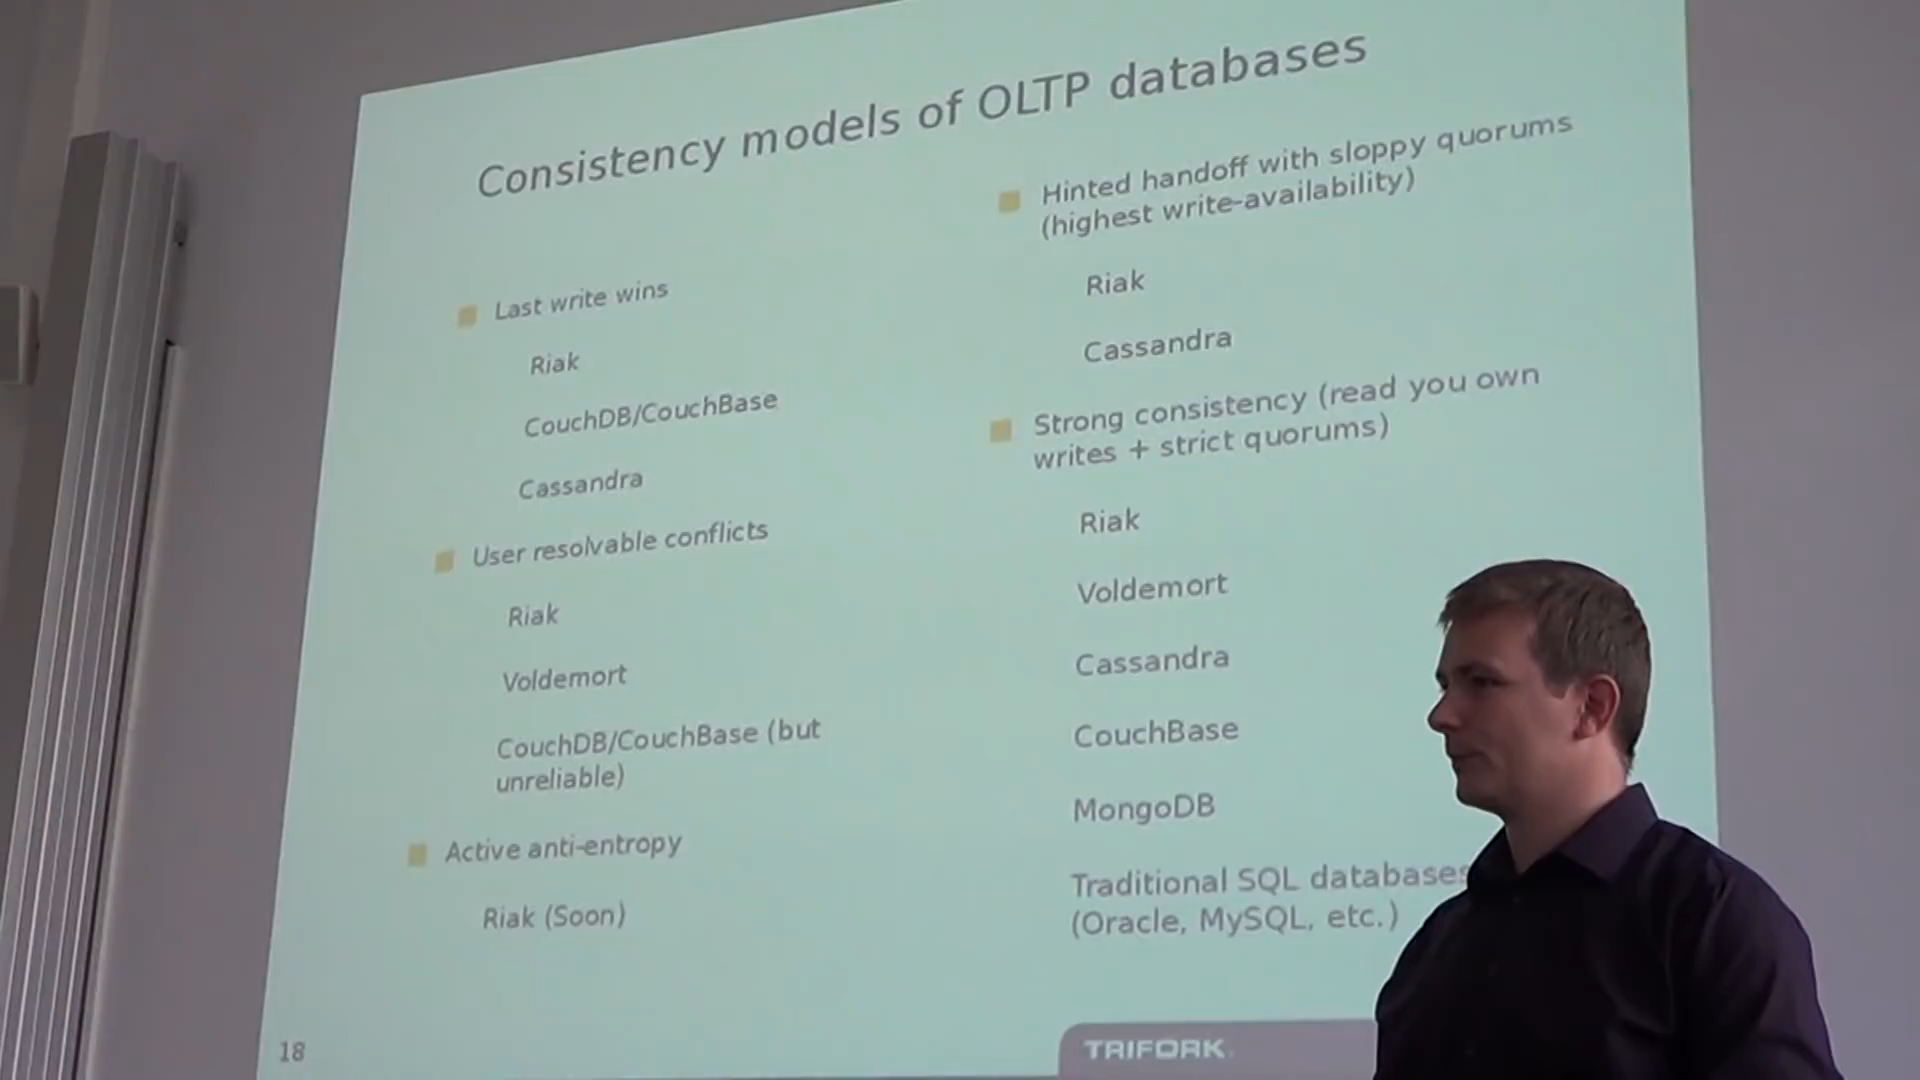 Consistency models of OLTP databases
Last write wins
Riak
CouchDB/CouchBase
Cassandra
User resolvable conflicts
Riak
Voldemort
CouchDB/CouchBase (but
unreliable)
Active anti-entropy
Riak (Soon)
Hinted handoff with sloppy quorums
(highest write-availability)
Riak
Cassandra
Strong consistency (read you own
writes + strict quorums)
Riak
Voldemort
Cassandra
CouchBase
MongoDB
Traditional SQL databases
(Oracle, MySQL, etc.)
18
TRIFORK.